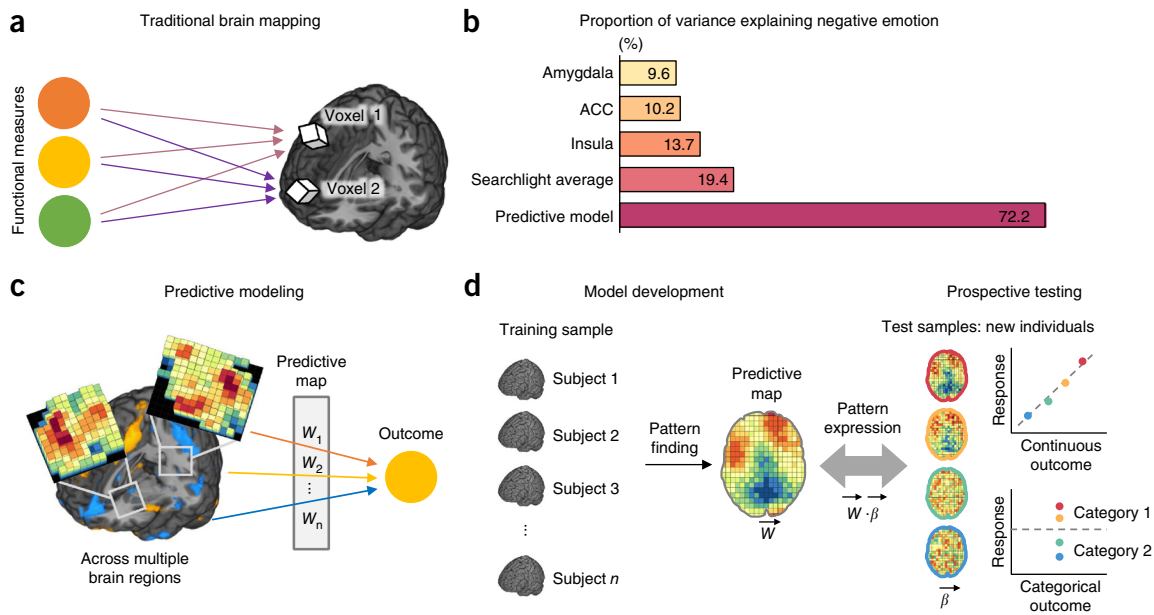 a
Traditional brain mapping
Functional measures
Voxel 1
Voxel 2
b
Proportion of variance explaining negative emotion
(%)
Amygdala 9.6
ACC 10.2
Insula 13.7
Searchlight average 19.4
Predictive model 72.2
c
Predictive modeling
Predictive
map
W1
W2
⋮
Wn
Outcome
Across multiple
brain regions
d
Model development
Training sample
Subject 1
Subject 2
Subject 3
⋮
Subject n
Pattern
finding
Predictive
map
W
Pattern
expression
W · β
Prospective testing
Test samples: new individuals
β
Response
Continuous
outcome
Response
Category 1
Category 2
Categorical
outcome